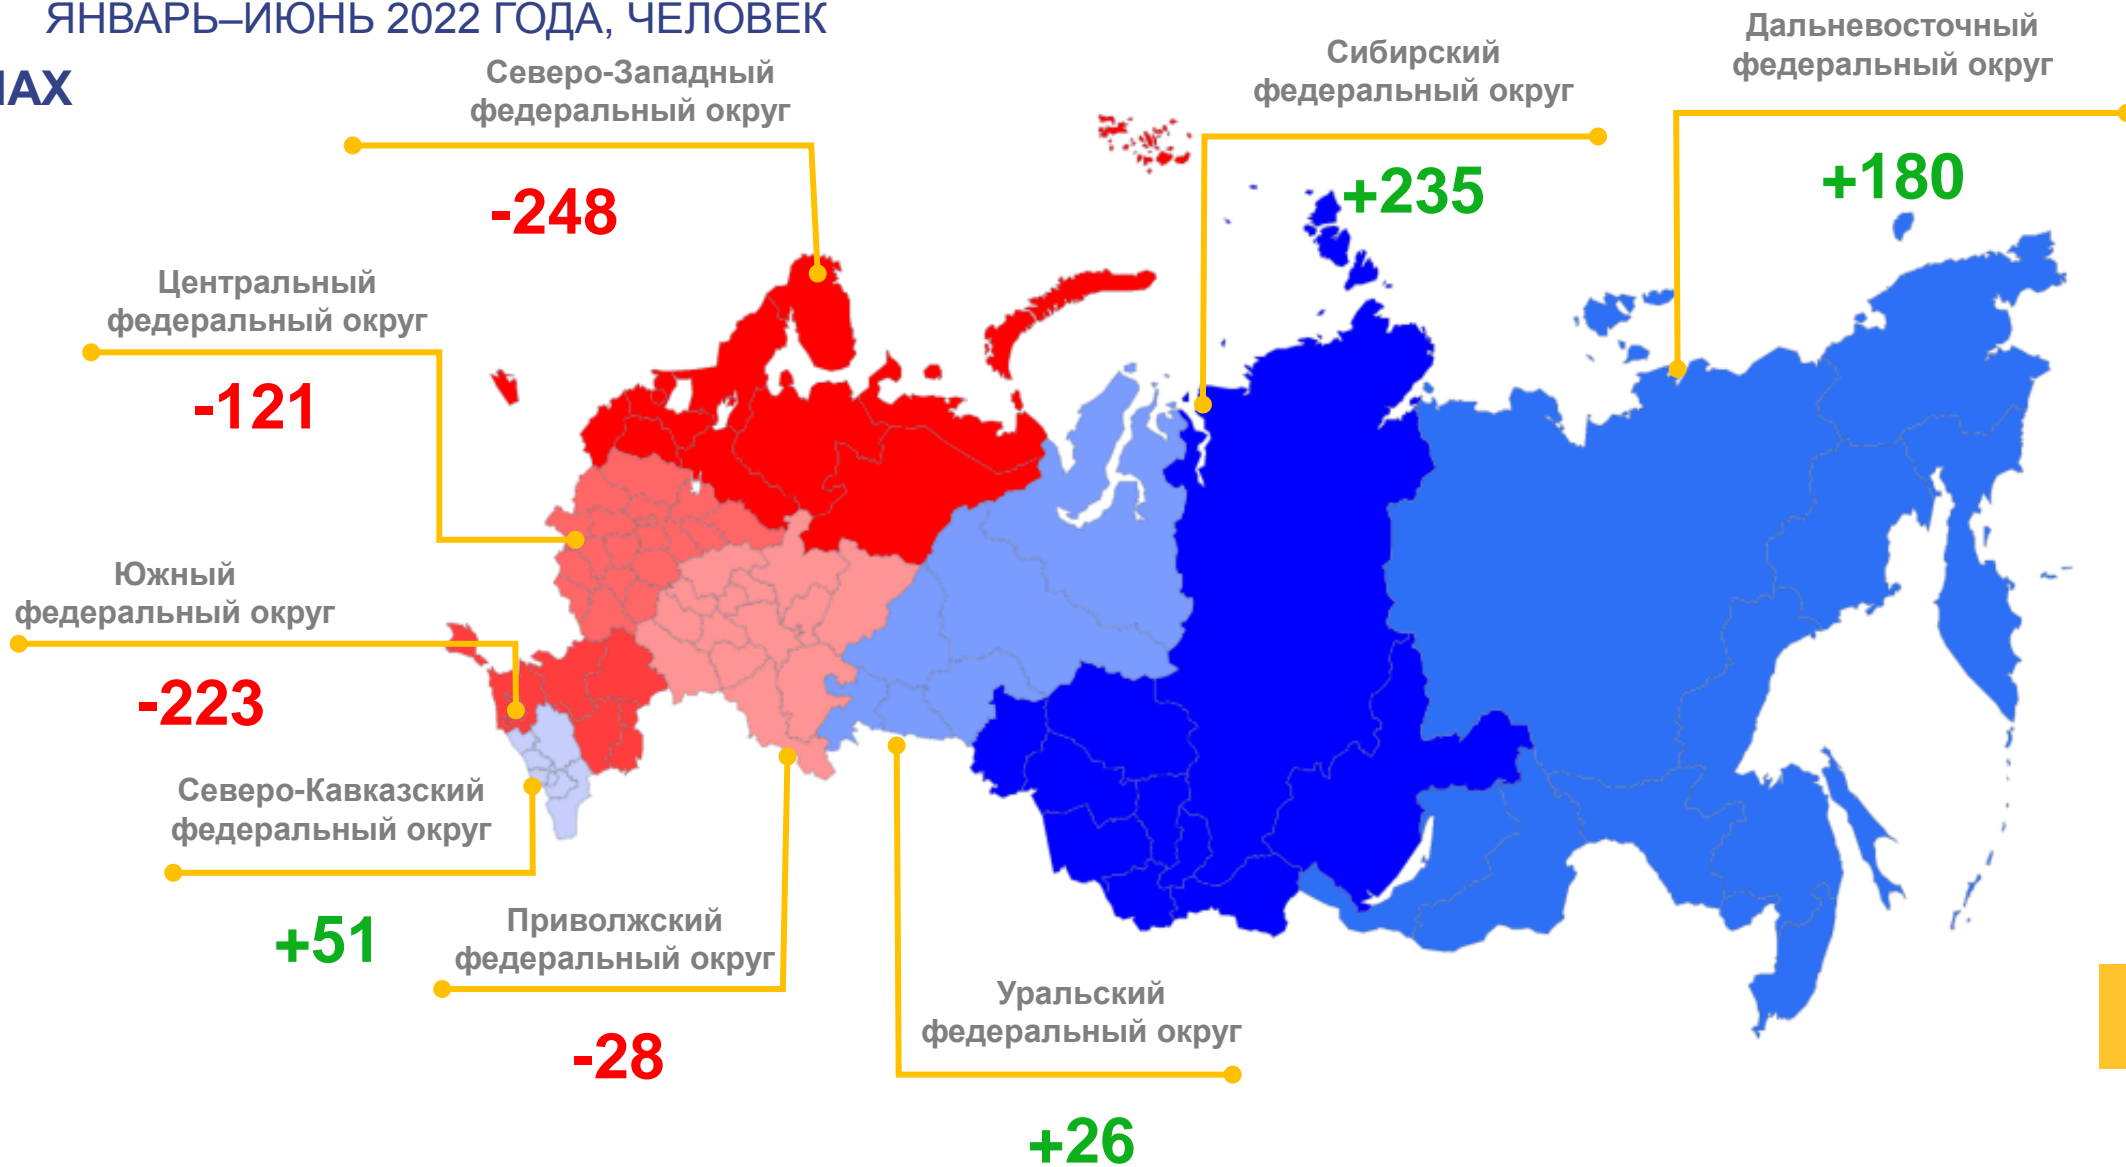 ЯНВАРЬ–ИЮНЬ 2022 ГОДА, ЧЕЛОВЕК
Северо-Западный
федеральный округ
-248
Сибирский
федеральный округ
+235
Дальневосточный
федеральный округ
+180
Центральный
федеральный округ
-121
Южный
федеральный округ
-223
Северо-Кавказский
федеральный округ
+51
Приволжский
федеральный округ
-28
Уральский
федеральный округ
+26